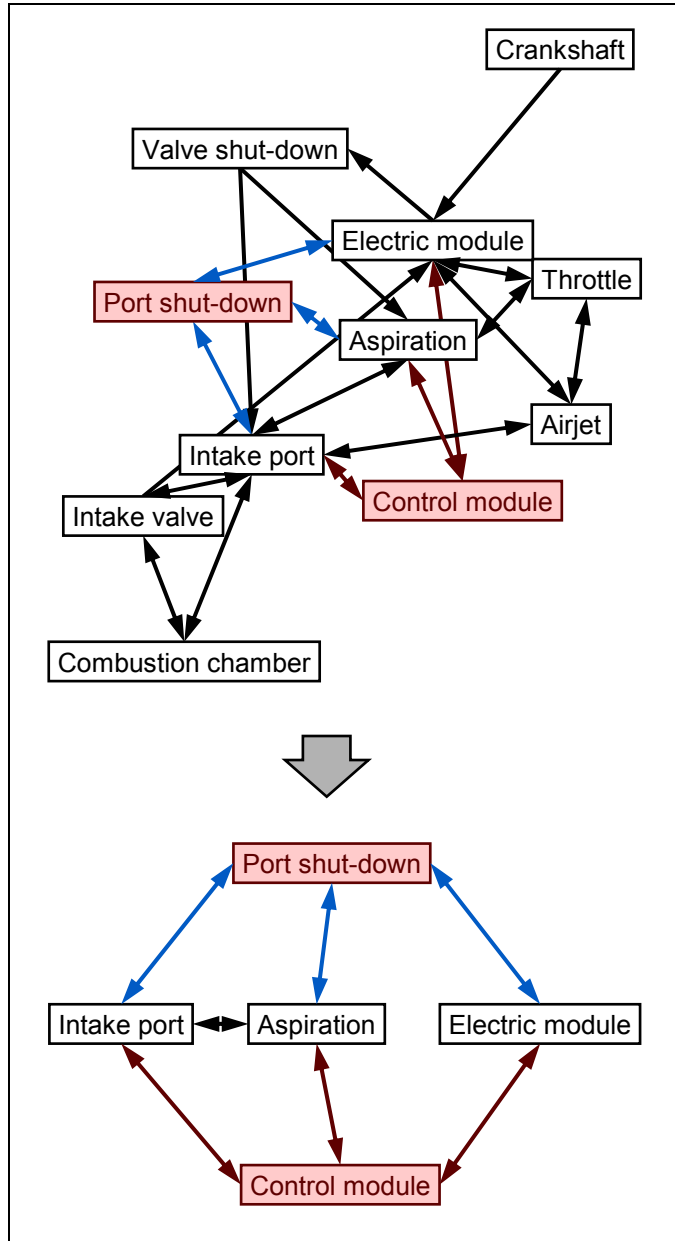 Crankshaft
Valve shut-down
Electric module
Throttle
Port shut-down
Aspiration
Airjet
Intake port
Control module
Intake valve
Combustion chamber
Port shut-down
Intake port
Aspiration
Electric module
Control module